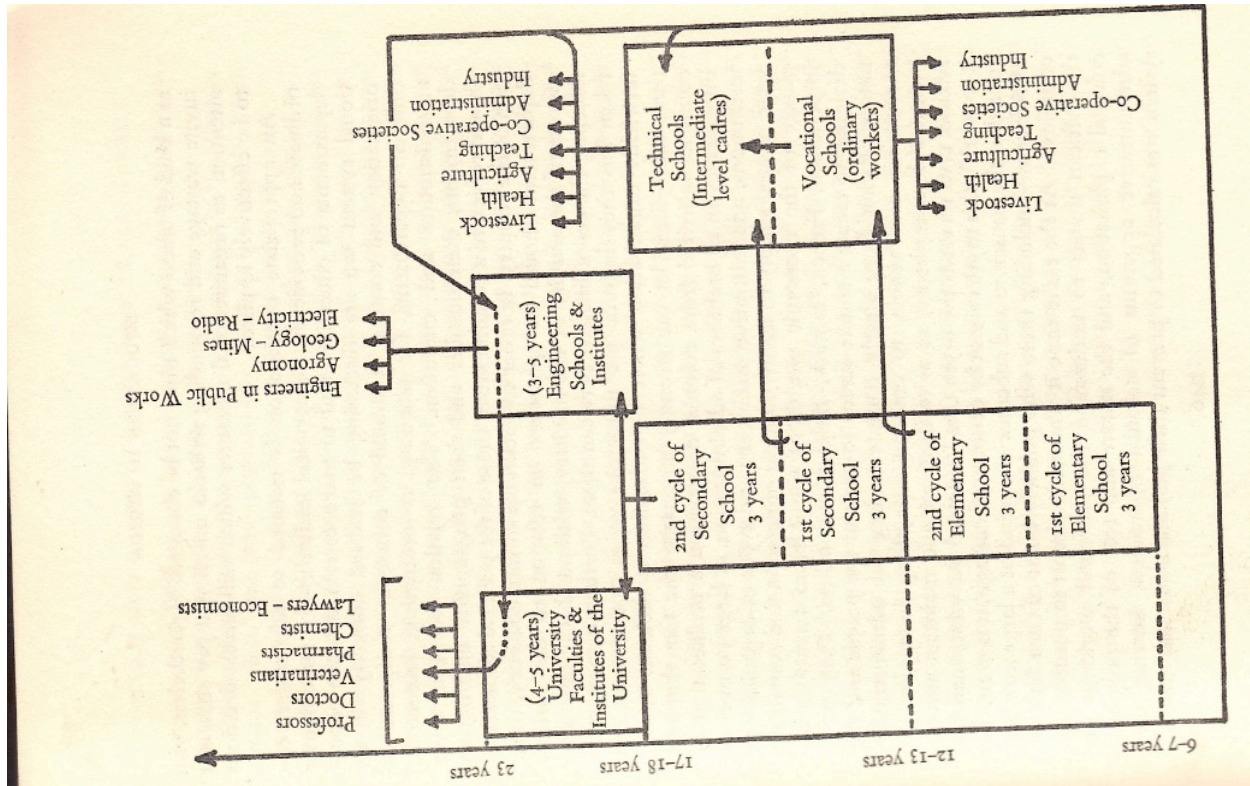 Professors
Doctors
Veterinarians
Pharmacists
Chemists
Lawyers – Economists
Engineers in Public Works
Agronomy
Geology – Mines
Electricity – Radio
Livestock
Health
Agriculture
Teaching
Co-operative Societies
Administration
Industry
23 years
(4–5 years)
University
Faculties &
Institutes of the
University
(3–5 years)
Engineering
Schools &
Institutes
17–18 years
2nd cycle of
Secondary
School
3 years
1st cycle of
Secondary
School
3 years
Technical
Schools
(Intermediate
level cadres)
12–13 years
2nd cycle of
Elementary
School
3 years
1st cycle of
Elementary
School
3 years
Vocational
Schools
(ordinary
workers)
Livestock
Health
Agriculture
Teaching
Co-operative Societies
Administration
Industry
6–7 years